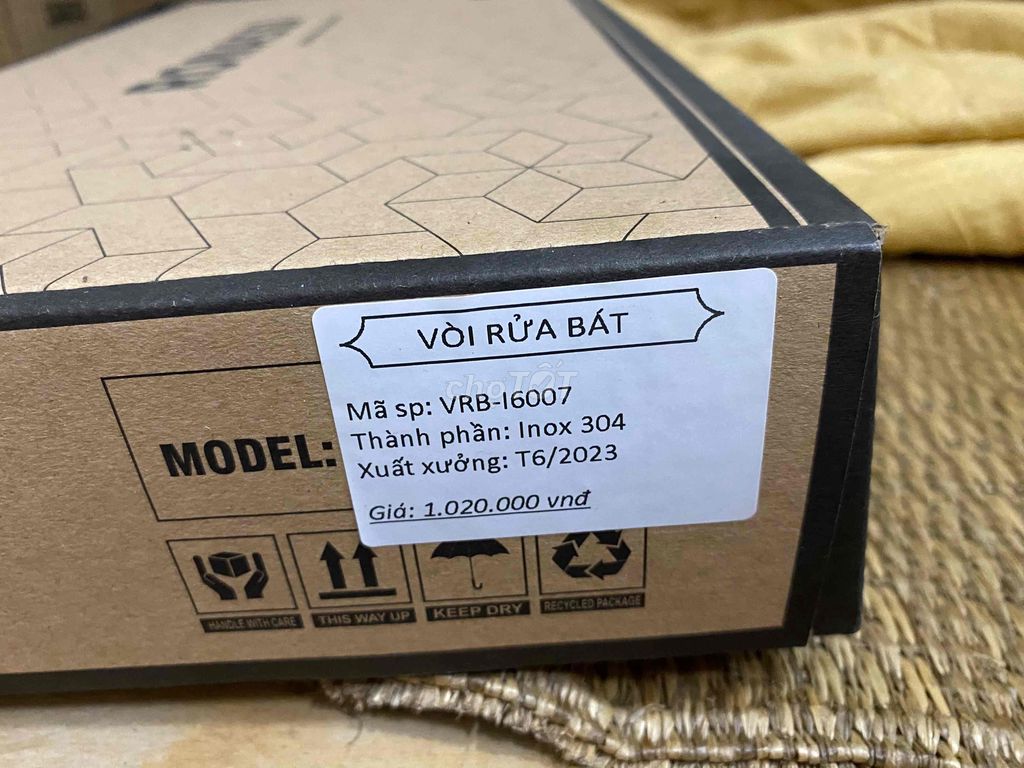 VÒI RỬA BÁT
choTỐT
Mã sp: VRB-I6007
Thành phần: Inox 304
MODEL:
Xuất xưởng: T6/2023
Giá: 1.020.000 vnđ
HANDLE WITH CARE
THIS WAY UP
KEEP DRY
RECYCLED PACKAGE